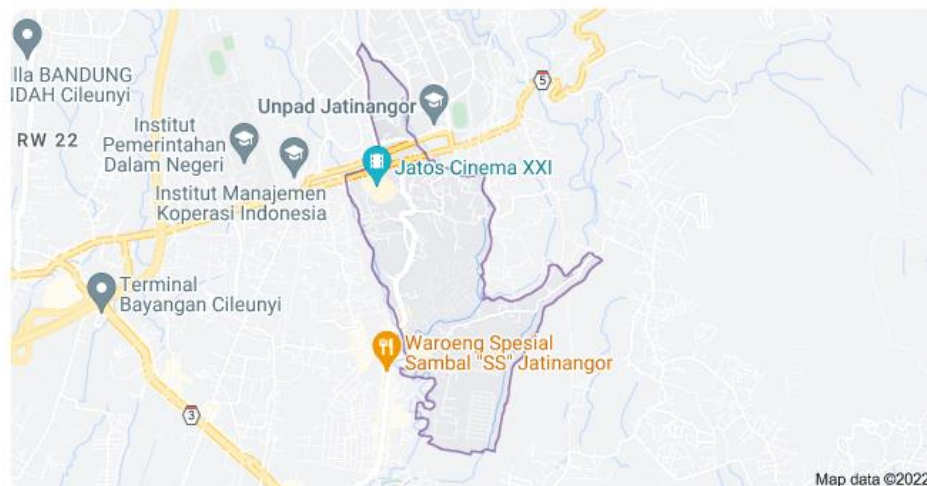 lla BANDUNG
NDAH Cileunyi
RW 22
Institut
Pemerintahan
Dalam Negeri
Unpad Jatinangor
5
Jatos Cinema XXI
Institut Manajemen
Koperasi Indonesia
Terminal
Bayangan Cileunyi
Waroeng Spesial
Sambal "SS" Jatinangor
3
Map data ©2022